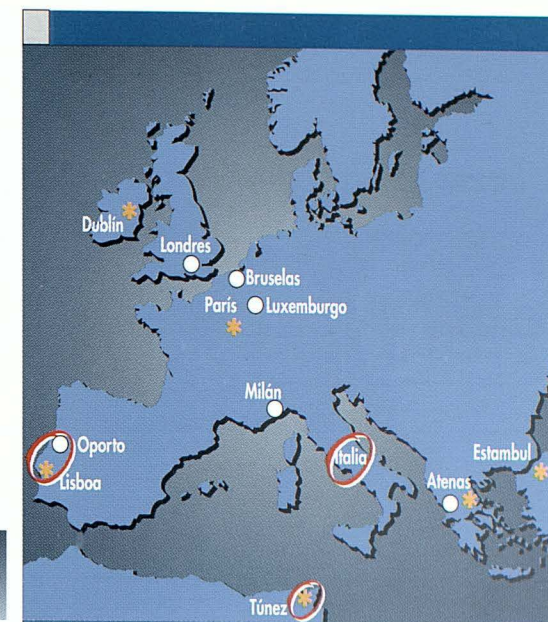 Dublín
Londres
Bruselas
París
Luxemburgo
Milán
Oporto
Lisboa
Italia
Estambul
Atenas
Túnez